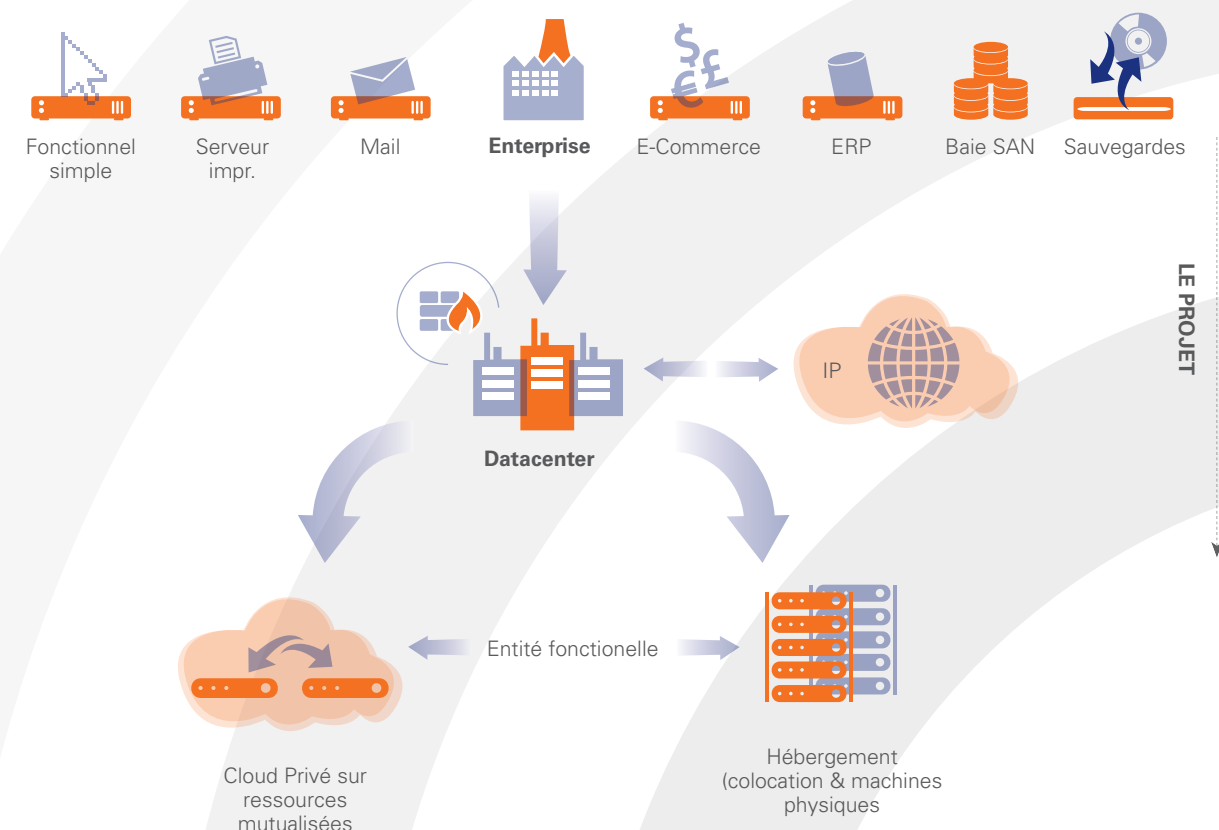 Fonctionnel
simple
Serveur
impr.
Mail
Enterprise
E-Commerce
ERP
Baie SAN
Sauvegardes
LE PROJET
IP
Datacenter
Entité fonctionelle
Cloud Privé sur
ressources
mutualisées
Hébergement
(colocation & machines
physiques